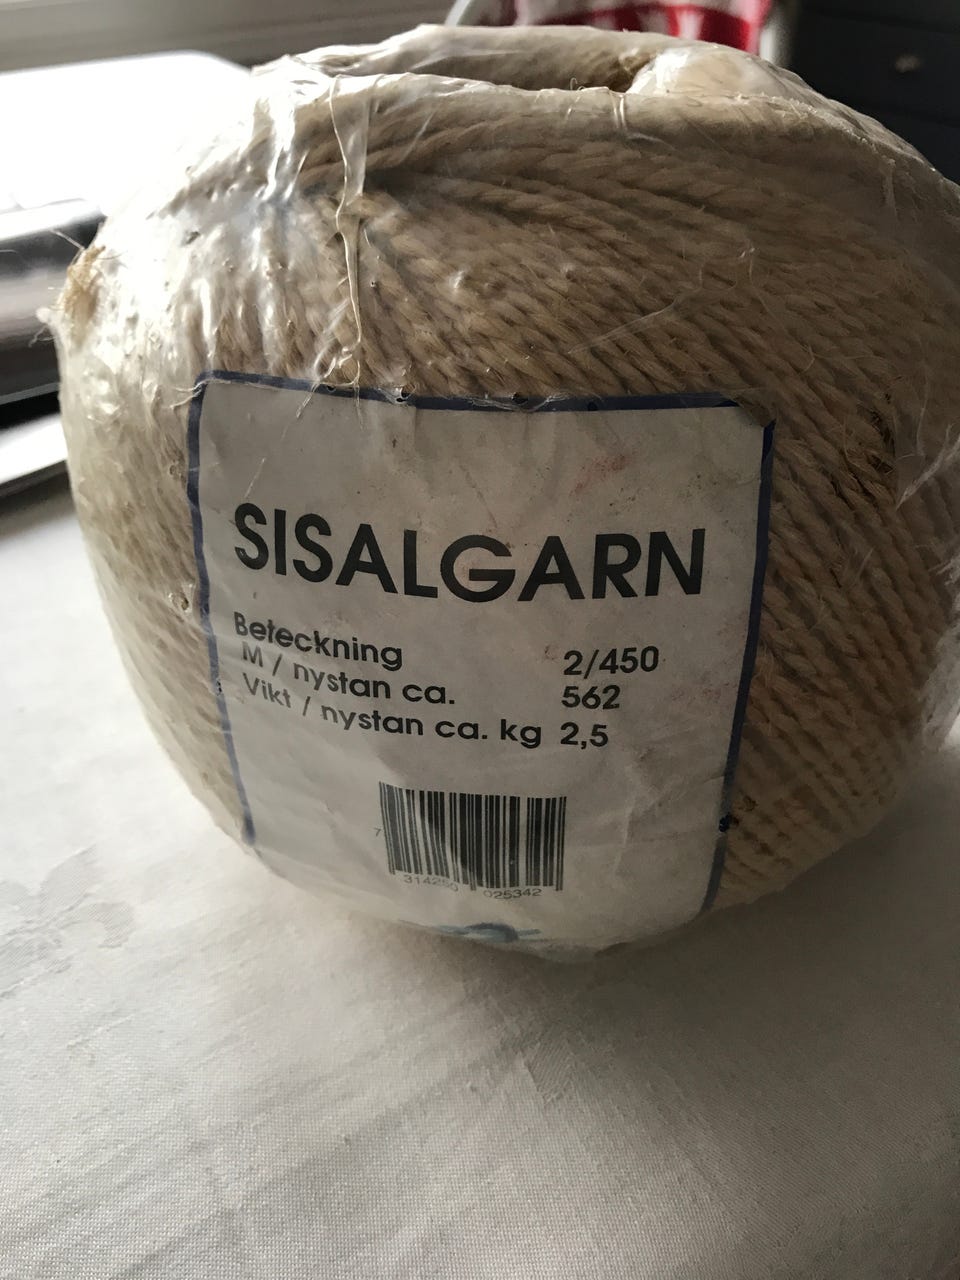 SISALGARN
Beteckning 2/450
M / nystan ca. 562
Vikt / nystan ca. kg 2,5
7 314250 025342